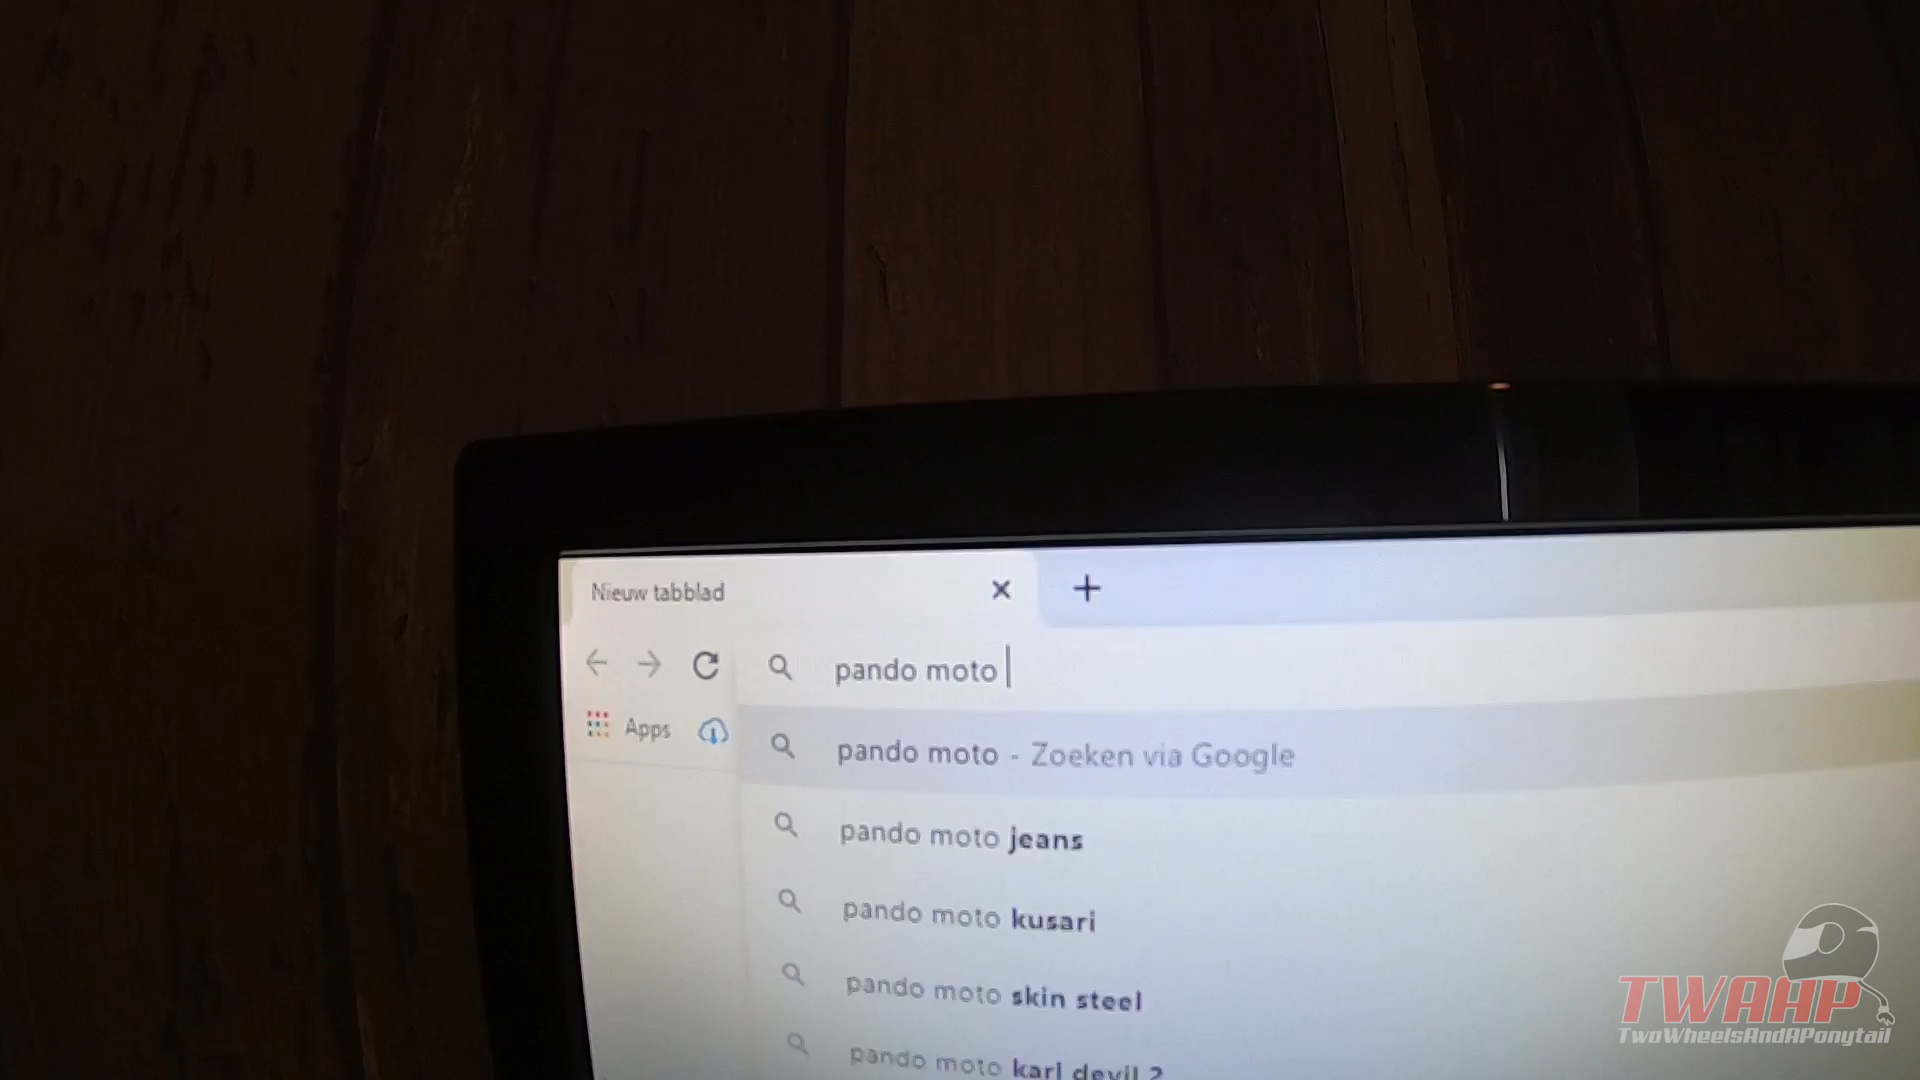 Nieuw tabblad
pando moto
Apps
pando moto - Zoeken via Google
pando moto jeans
pando moto kusari
pando moto skin steel
pando moto karl devil 2
TWAHP
TwoWheelsAndAPonytail